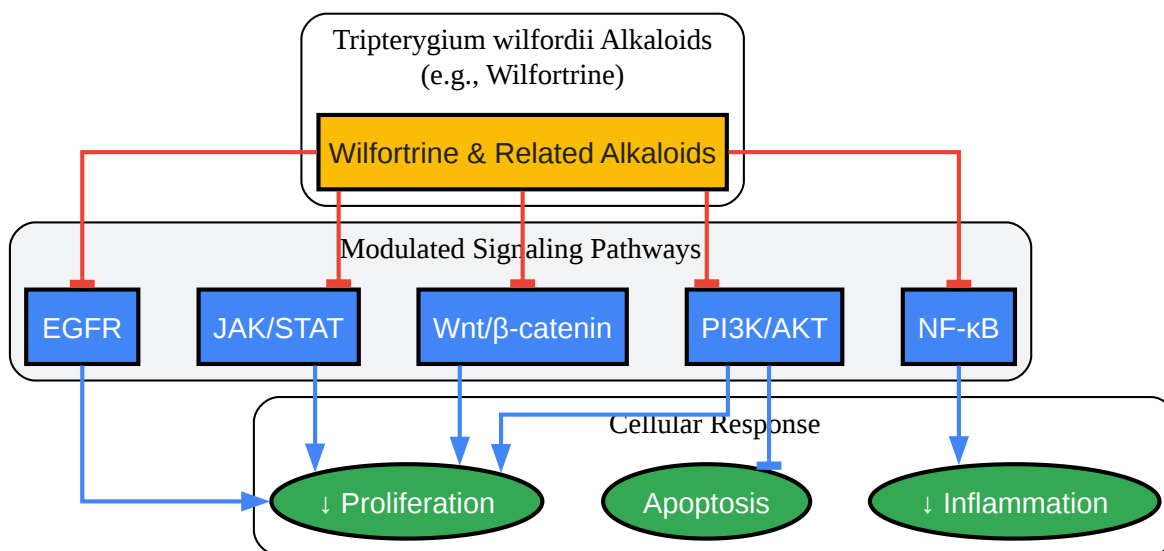 Tripterygium wilfordii Alkaloids
(e.g., Wilfortrine)
Wilfortrine & Related Alkaloids
Modulated Signaling Pathways
EGFR
JAK/STAT
Wnt/β-catenin
PI3K/AKT
NF-κB
Cellular Response
↓ Proliferation
Apoptosis
↓ Inflammation